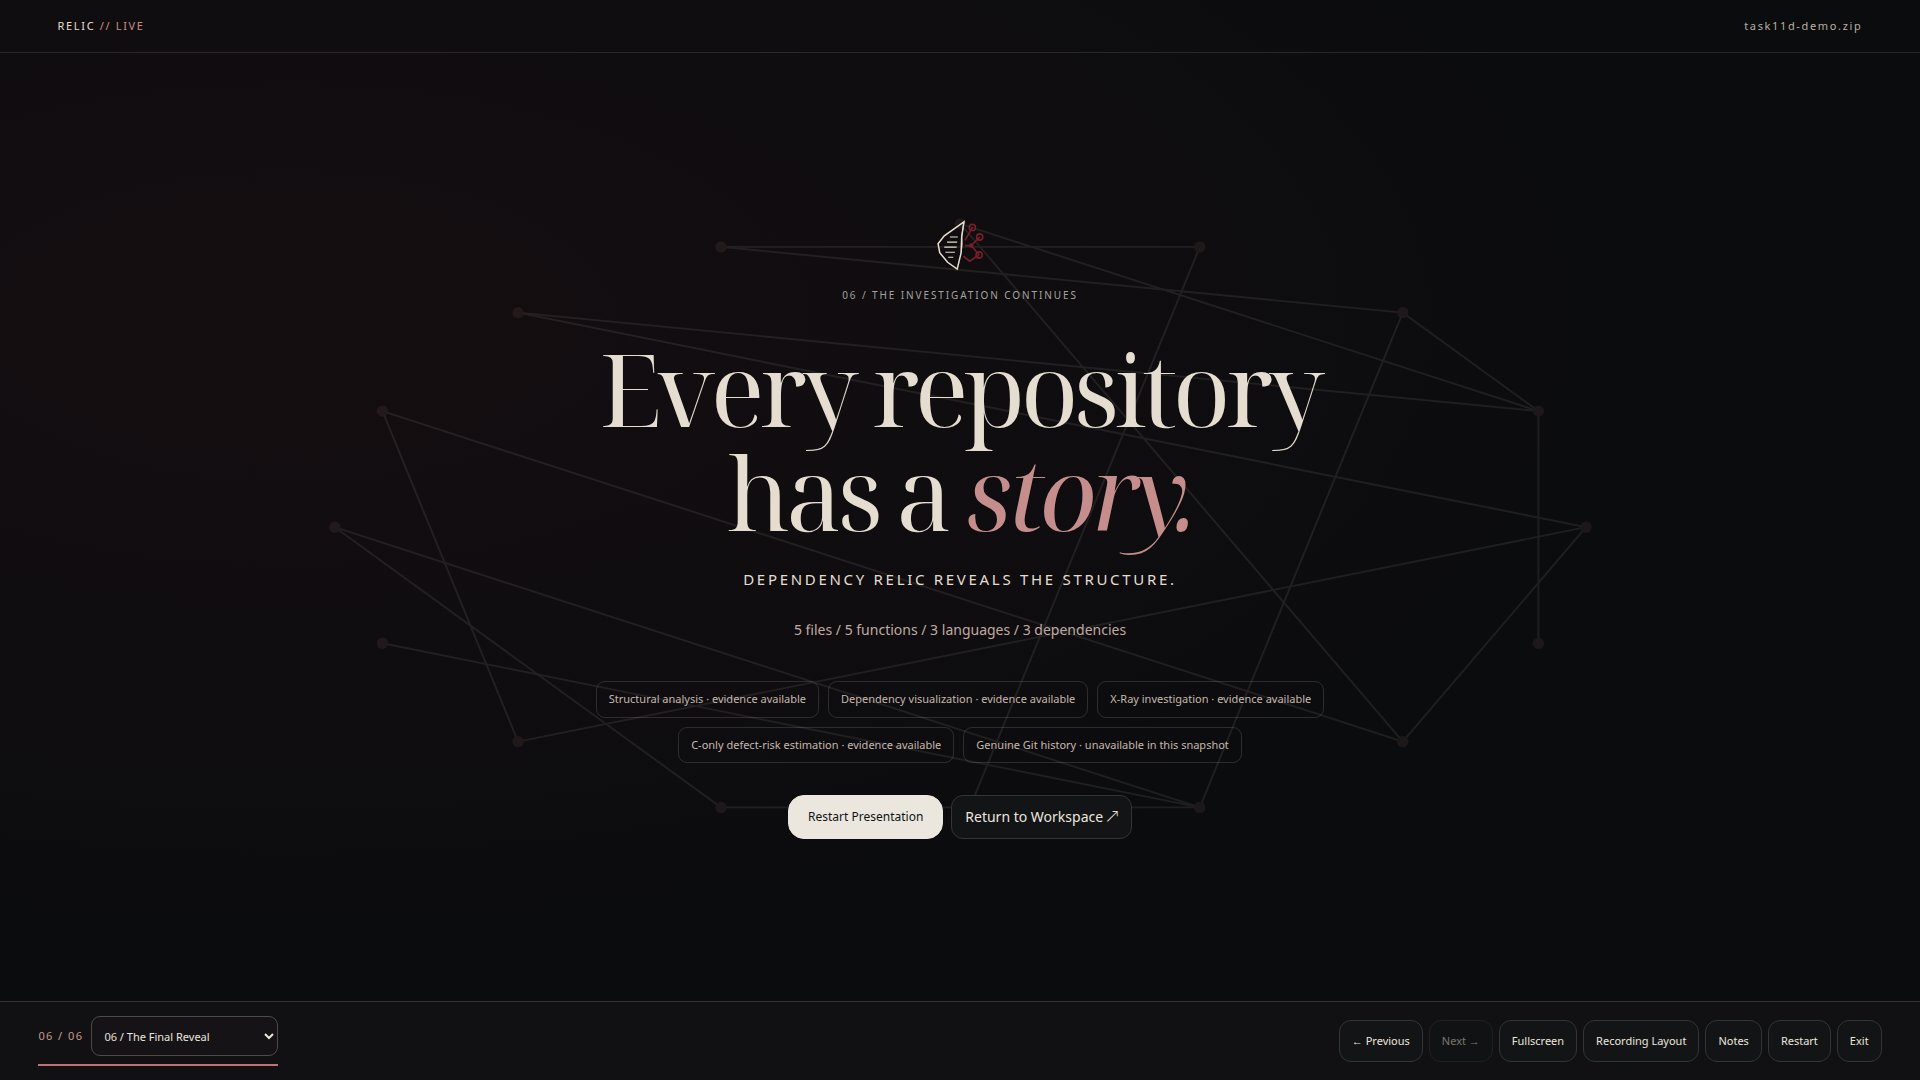 RELIC // LIVE
task11d-demo.zip
06 / THE INVESTIGATION CONTINUES
Every repository
has a story.
DEPENDENCY RELIC REVEALS THE STRUCTURE.
5 files / 5 functions / 3 languages / 3 dependencies
Structural analysis · evidence available
Dependency visualization · evidence available
X-Ray investigation · evidence available
C-only defect-risk estimation · evidence available
Genuine Git history · unavailable in this snapshot
Restart Presentation
Return to Workspace ↗
06 / 06
06 / The Final Reveal
← Previous
Next →
Fullscreen
Recording Layout
Notes
Restart
Exit